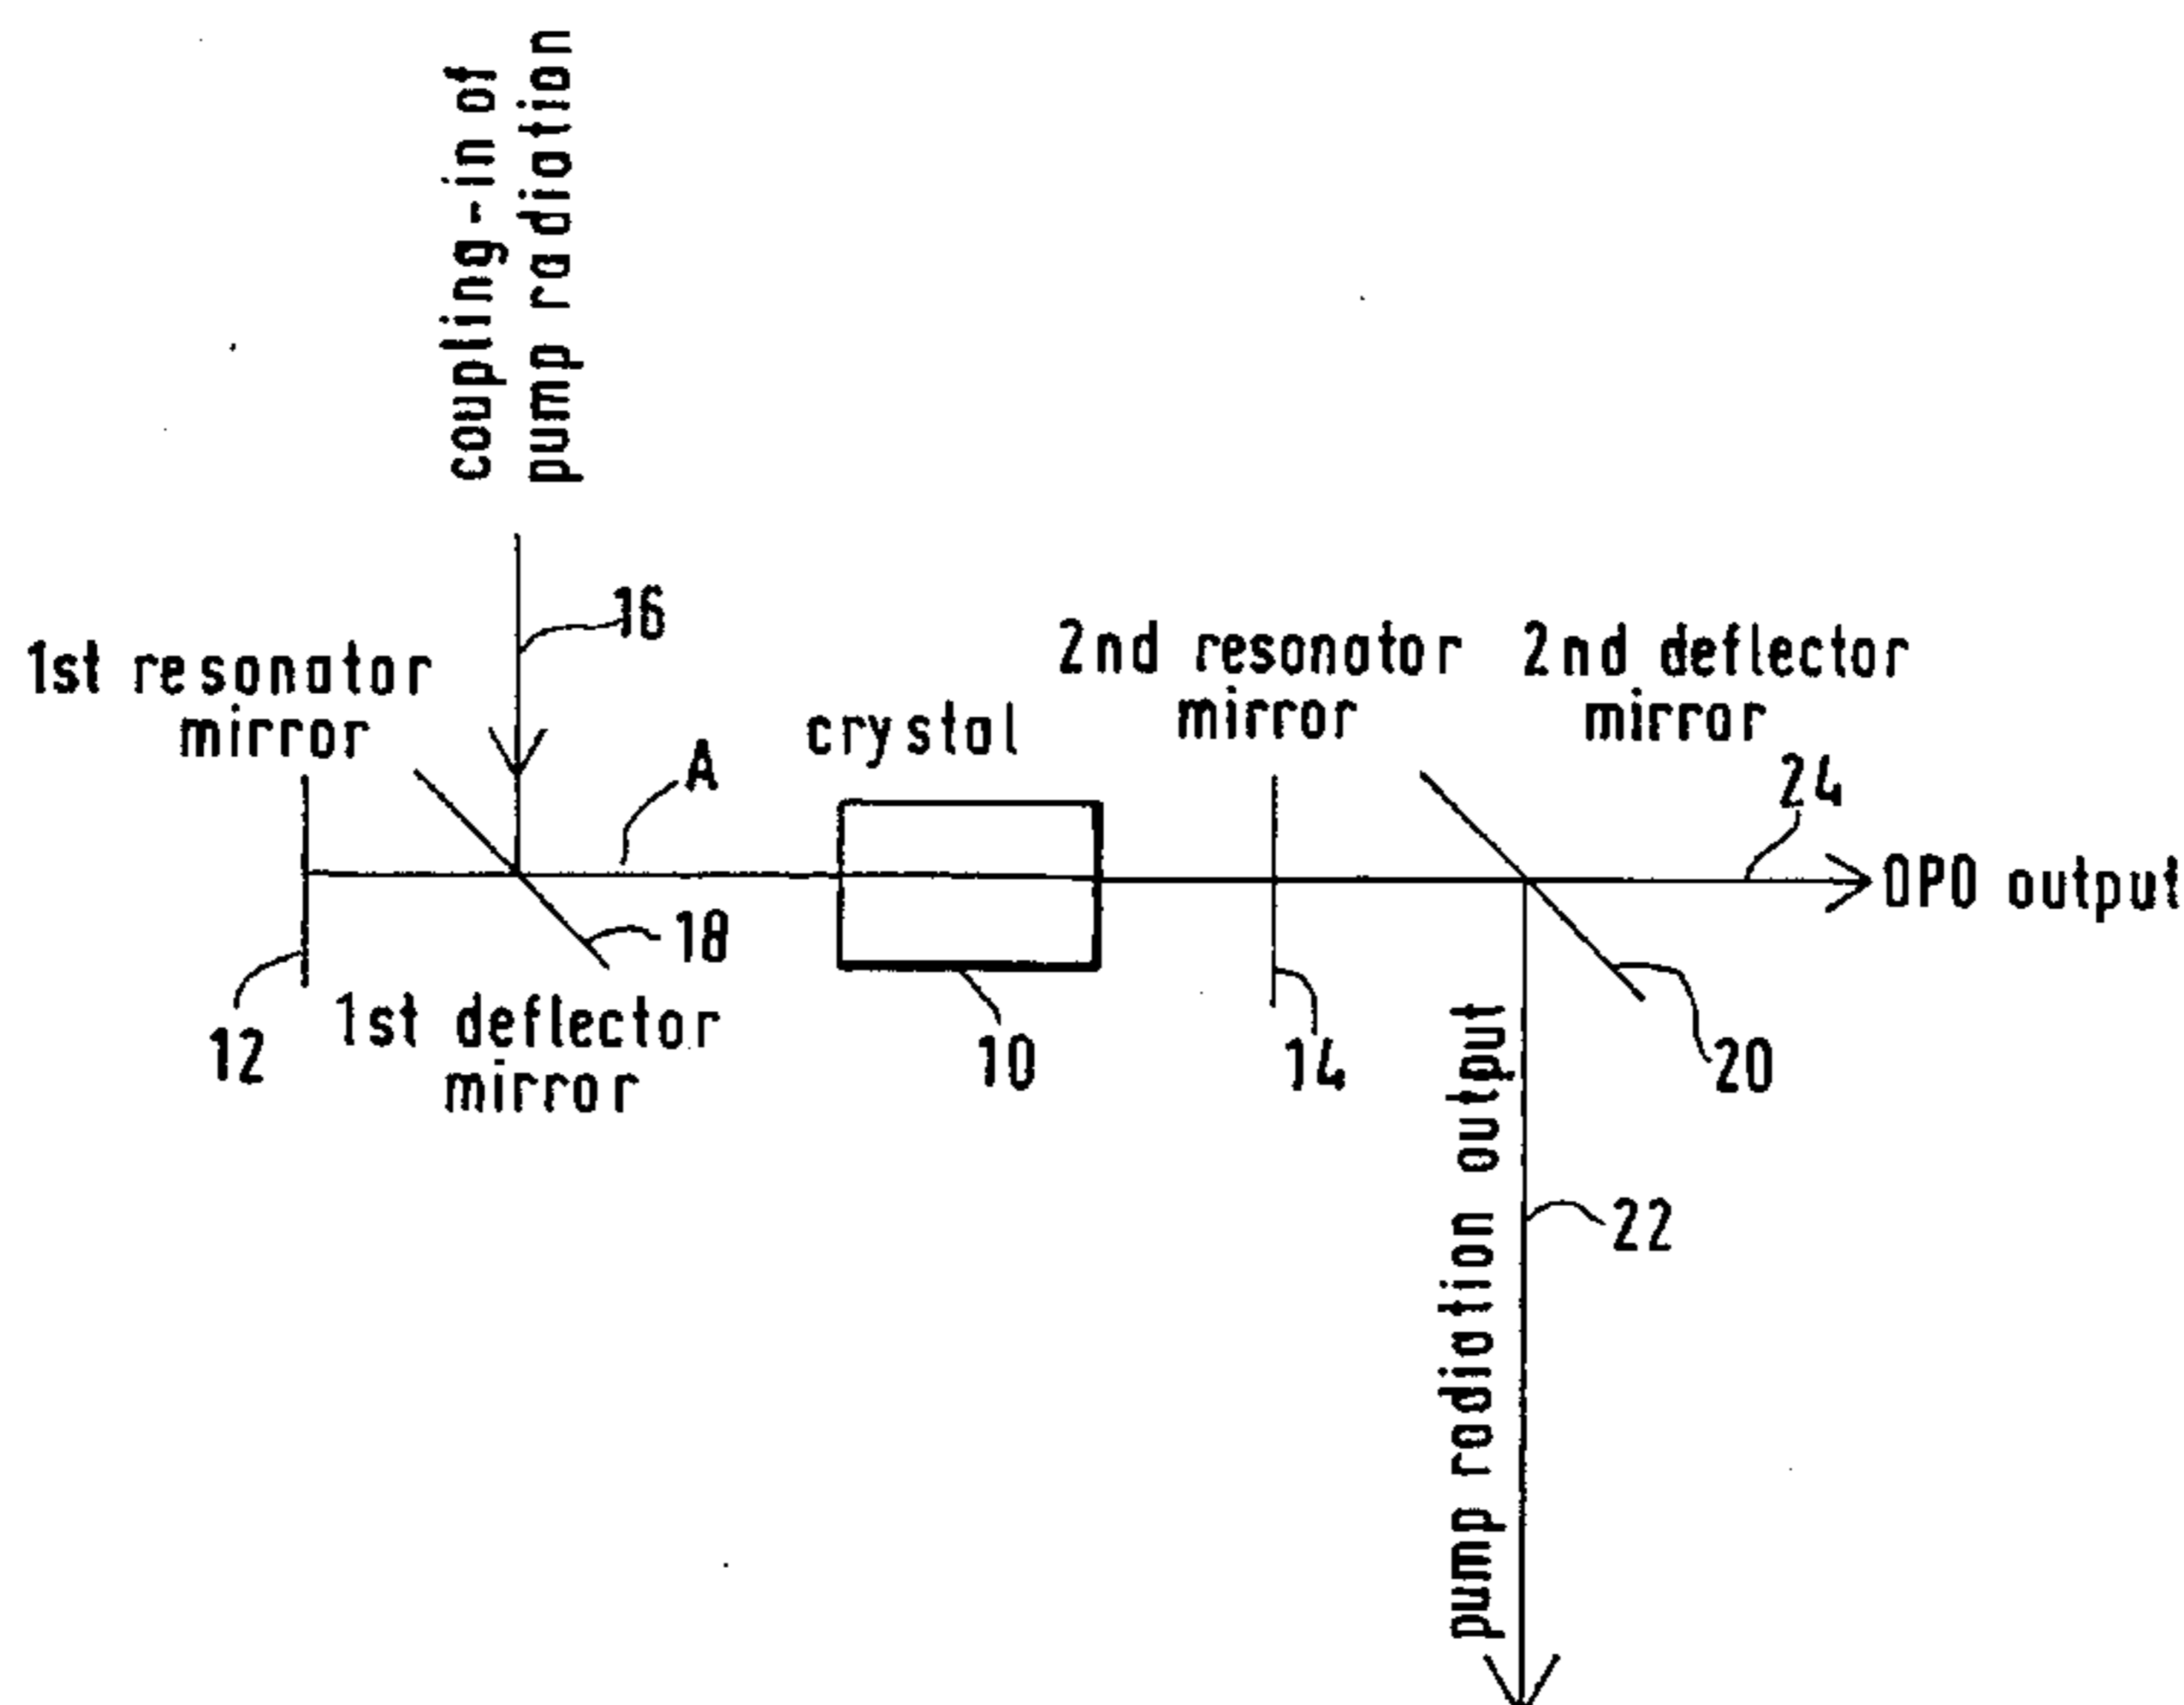 coupling-in of
pump radiation
16
1st resonator
mirror
A
crystal
2nd resonator
mirror
2nd deflector
mirror
24
OPO output
18
12
1st deflector
mirror
10
14
20
pump radiation output
22